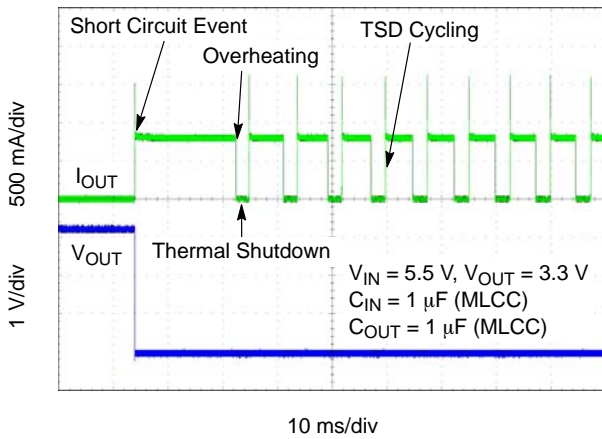 Short Circuit Event
Overheating
TSD Cycling
500 mA/div
I_OUT
V_OUT
Thermal Shutdown
1 V/div
V_IN = 5.5 V, V_OUT = 3.3 V
C_IN = 1 μF (MLCC)
C_OUT = 1 μF (MLCC)
10 ms/div